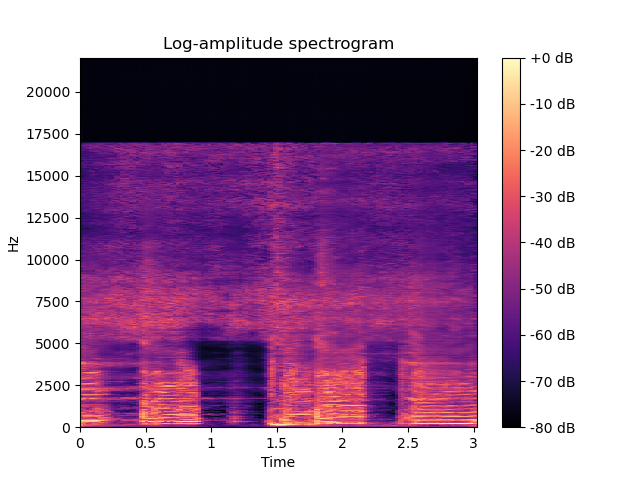 Log-amplitude spectrogram
Hz
20000
17500
15000
12500
10000
7500
5000
2500
0
0 0.5 1 1.5 2 2.5 3
Time
+0 dB
-10 dB
-20 dB
-30 dB
-40 dB
-50 dB
-60 dB
-70 dB
-80 dB